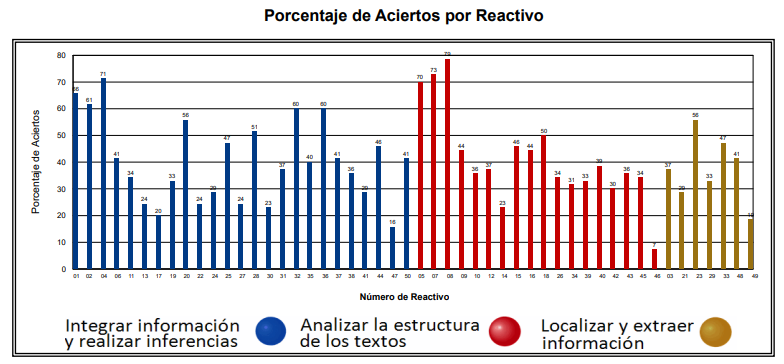 Porcentaje de Aciertos por Reactivo
Porcentaje de Aciertos
80
70
60
50
40
30
20
10
0
66 61 71 41 34 24 20 33 56 24 29 47 24 51 23 37 60 40 60 41 36 29 46 16 41 70 73 79 44 36 37 23 46 44 50 34 31 33 39 30 36 34 7 37 29 56 33 47 41
01 02 04 06 11 13 17 19 20 22 24 25 27 28 30 31 32 35 36 37 38 41 44 47 50 05 07 08 09 10 12 14 15 16 18 26 34 39 40 42 43 45 46 03 21 23 29 33 48 49
Número de Reactivo
Integrar información
y realizar inferencias
Analizar la estructura
de los textos
Localizar y extraer
información